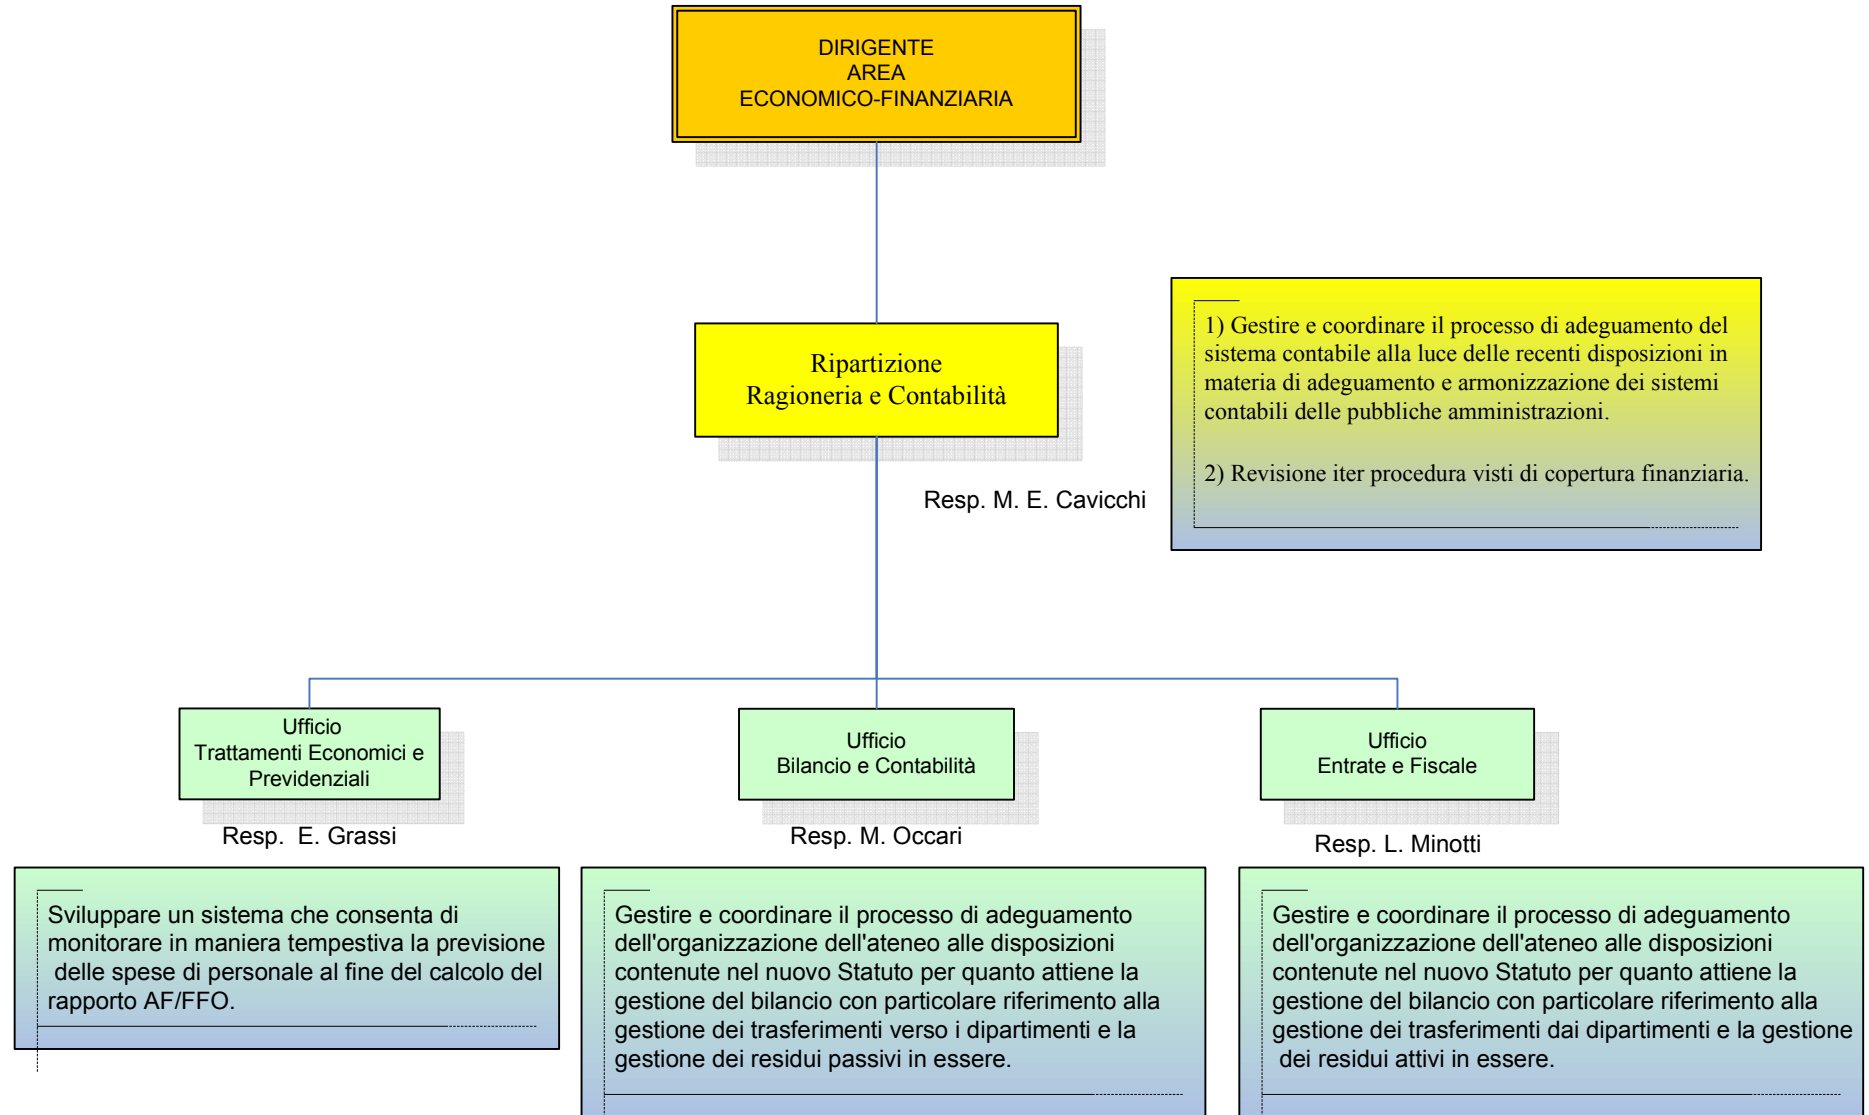 DIRIGENTE
AREA
ECONOMICO-FINANZIARIA
Ripartizione
Ragioneria e Contabilità
Resp. M. E. Cavicchi
1) Gestire e coordinare il processo di adeguamento del
sistema contabile alla luce delle recenti disposizioni in
materia di adeguamento e armonizzazione dei sistemi
contabili delle pubbliche amministrazioni.
2) Revisione iter procedura visti di copertura finanziaria.
Ufficio
Trattamenti Economici e
Previdenziali
Resp. E. Grassi
Sviluppare un sistema che consenta di
monitorare in maniera tempestiva la previsione
delle spese di personale al fine del calcolo del
rapporto AF/FFO.
Ufficio
Bilancio e Contabilità
Resp. M. Occari
Gestire e coordinare il processo di adeguamento
dell'organizzazione dell'ateneo alle disposizioni
contenute nel nuovo Statuto per quanto attiene la
gestione del bilancio con particolare riferimento alla
gestione dei trasferimenti verso i dipartimenti e la
gestione dei residui passivi in essere.
Ufficio
Entrate e Fiscale
Resp. L. Minotti
Gestire e coordinare il processo di adeguamento
dell'organizzazione dell'ateneo alle disposizioni
contenute nel nuovo Statuto per quanto attiene la
gestione del bilancio con particolare riferimento alla
gestione dei trasferimenti dai dipartimenti e la gestione
dei residui attivi in essere.